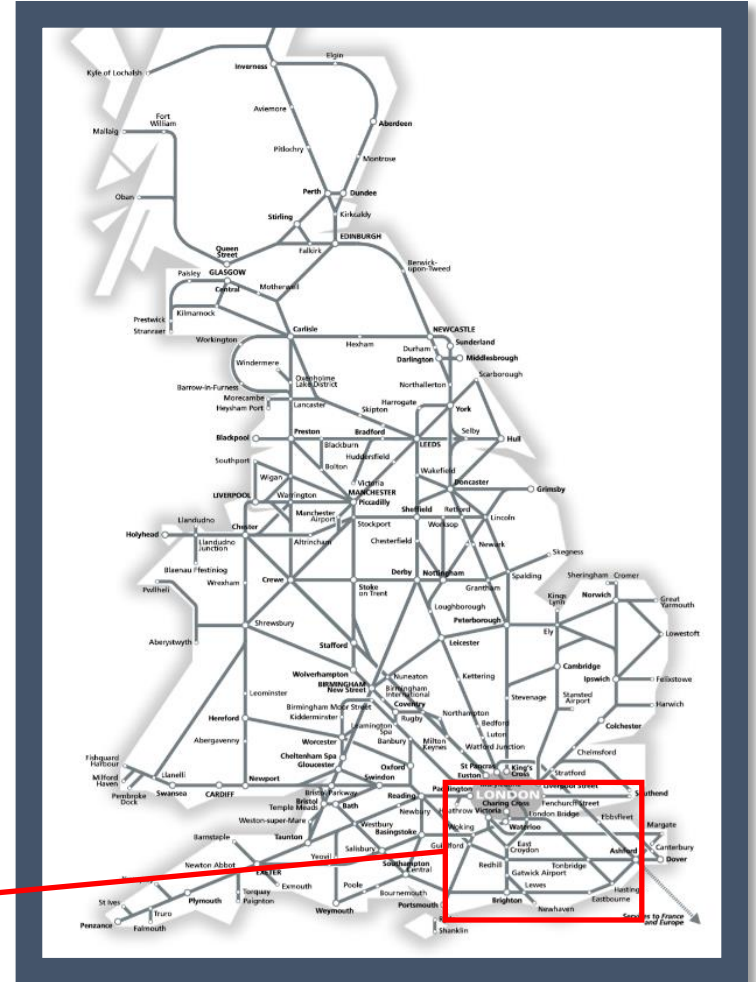 Elgin
Inverness
Kyle of Lochalsh
Aviemore
Fort
William
Aberdeen
Mallaig
Pitlochry
Montrose
Perth
Dundee
Oban
Stirling
Kirkcaldy
EDINBURGH
Queen
Street
Falkirk
Berwick-
upon-Tweed
Paisley
GLASGOW
Central
Motherwell
Prestwick
Kilmarnock
Stranraer
Carlisle
NEWCASTLE
Workington
Hexham
Sunderland
Durham
Darlington
Middlesbrough
Windermere
Scarborough
Oxenholme
Lake District
Barrow-in-Furness
Northallerton
Morecambe
Heysham Port
Lancaster
Harrogate
York
Skipton
Blackpool
Preston
Bradford
Selby
Blackburn
LEEDS
Hull
Huddersfield
Southport
Bolton
Wakefield
Wigan
Victoria
Doncaster
LIVERPOOL
Warrington
MANCHESTER
Piccadilly
Grimsby
Manchester
Airport
Sheffield
Retford
Llandudno
Chester
Stockport
Worksop
Lincoln
Holyhead
Llandudno
Junction
Altrincham
Chesterfield
Newark
Skegness
Blaenau Ffestiniog
Wrexham
Crewe
Stoke
on Trent
Derby
Nottingham
Grantham
Spalding
Sheringham
Cromer
Pwllheli
Kings
Lynn
Norwich
Great
Yarmouth
Loughborough
Shrewsbury
Peterborough
Aberystwyth
Stafford
Leicester
Ely
Lowestoft
Wolverhampton
Nuneaton
Kettering
Cambridge
BIRMINGHAM
New Street
Birmingham
International
Ipswich
Felixstowe
Leominster
Birmingham Moor Street
Coventry
Stevenage
Stansted
Airport
Harwich
Hereford
Kidderminster
Rugby
Northampton
Leamington
Spa
Bedford
Colchester
Abergavenny
Worcester
Banbury
Milton
Keynes
Luton
Cheltenham Spa
Watford Junction
Chelmsford
Fishguard
Harbour
Gloucester
Oxford
St Pancras
King's
Cross
Llanelli
Euston
Stratford
Milford
Haven
Newport
Swindon
Pembroke
Dock
Swansea
CARDIFF
Bristol Parkway
Reading
Paddington
LONDON
Liverpool Street
Southend
Bristol
Temple Meads
Bath
Newbury
Heathrow
Victoria
Charing Cross
Fenchurch Street
London Bridge
Ebbsfleet
Weston-super-Mare
Westbury
Basingstoke
Woking
Waterloo
Margate
Barnstaple
Taunton
Salisbury
Guildford
East
Croydon
Ashford
Canterbury
Yeovil
Redhill
Tonbridge
Dover
Newton Abbot
EXETER
Southampton
Central
Gatwick Airport
Exmouth
Poole
Bournemouth
Lewes
Hasting
Eastbourne
St Ives
Plymouth
Torquay
Paignton
Weymouth
Portsmouth
Brighton
Newhaven
Truro
Services to France
and Europe
Penzance
Falmouth
Shanklin